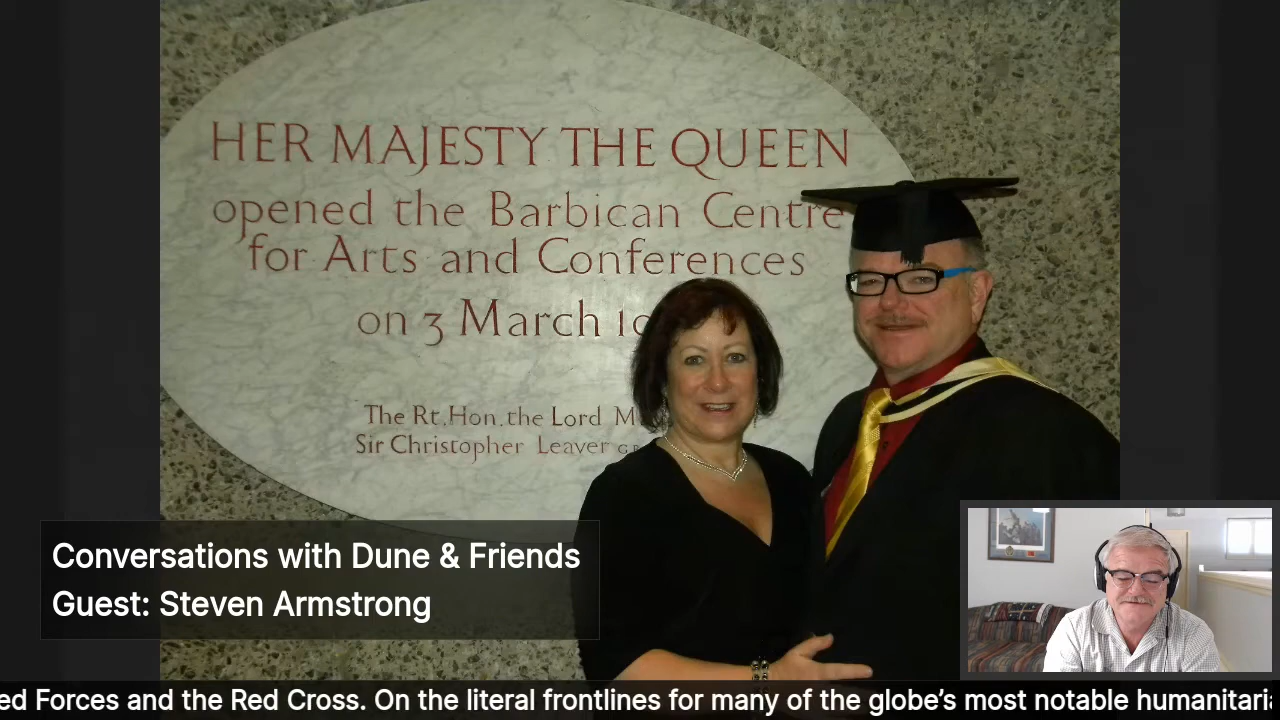 HER MAJESTY THE QUEEN
opened the Barbican Centre
for Arts and Conferences
on 3 March
The Rt. Hon. the Lord
Sir Christopher Leaver
Conversations with Dune & Friends
Guest: Steven Armstrong
Forces and the Red Cross. On the literal frontlines for many of the globe’s most notable